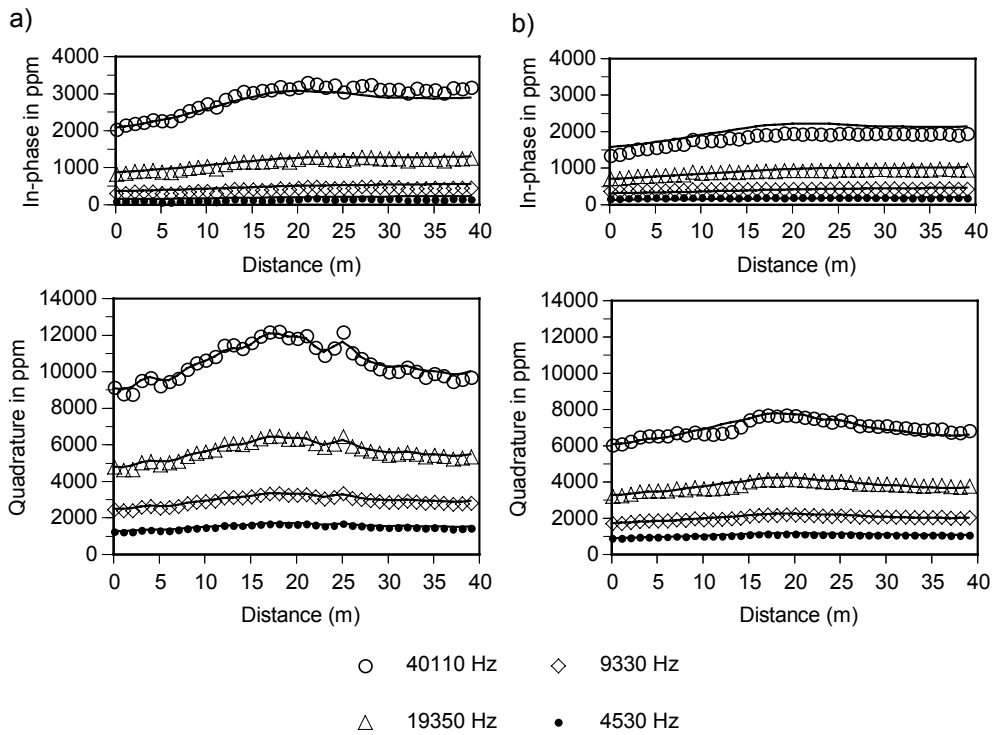 a)
b)
In-phase in ppm
4000
3000
2000
1000
0
0 5 10 15 20 25 30 35 40
Distance (m)
In-phase in ppm
4000
3000
2000
1000
0
0 5 10 15 20 25 30 35 40
Distance (m)
Quadrature in ppm
14000
12000
10000
8000
6000
4000
2000
0
0 5 10 15 20 25 30 35 40
Distance (m)
Quadrature in ppm
14000
12000
10000
8000
6000
4000
2000
0
0 5 10 15 20 25 30 35 40
Distance (m)
40110 Hz
9330 Hz
19350 Hz
4530 Hz